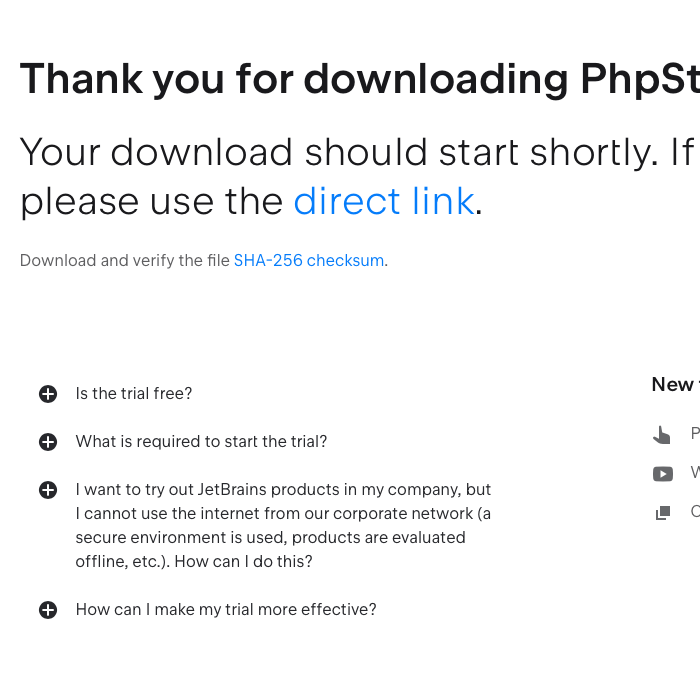 Thank you for downloading PhpSt
Your download should start shortly. If
please use the direct link.
Download and verify the file SHA-256 checksum.
Is the trial free?
What is required to start the trial?
I want to try out JetBrains products in my company, but
I cannot use the internet from our corporate network (a
secure environment is used, products are evaluated
offline, etc.). How can I do this?
How can I make my trial more effective?
New